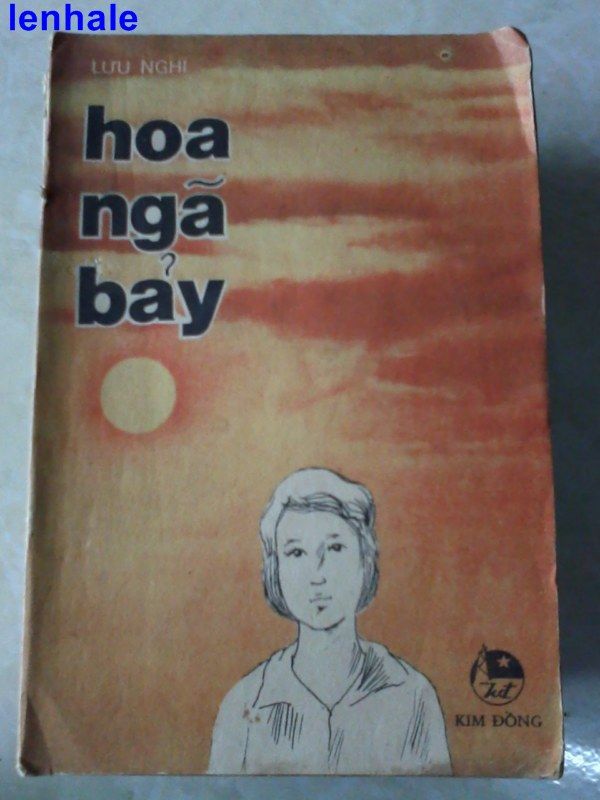 lenhale
LƯU NGHI
hoa
ngã
bảy
KIM ĐỒNG